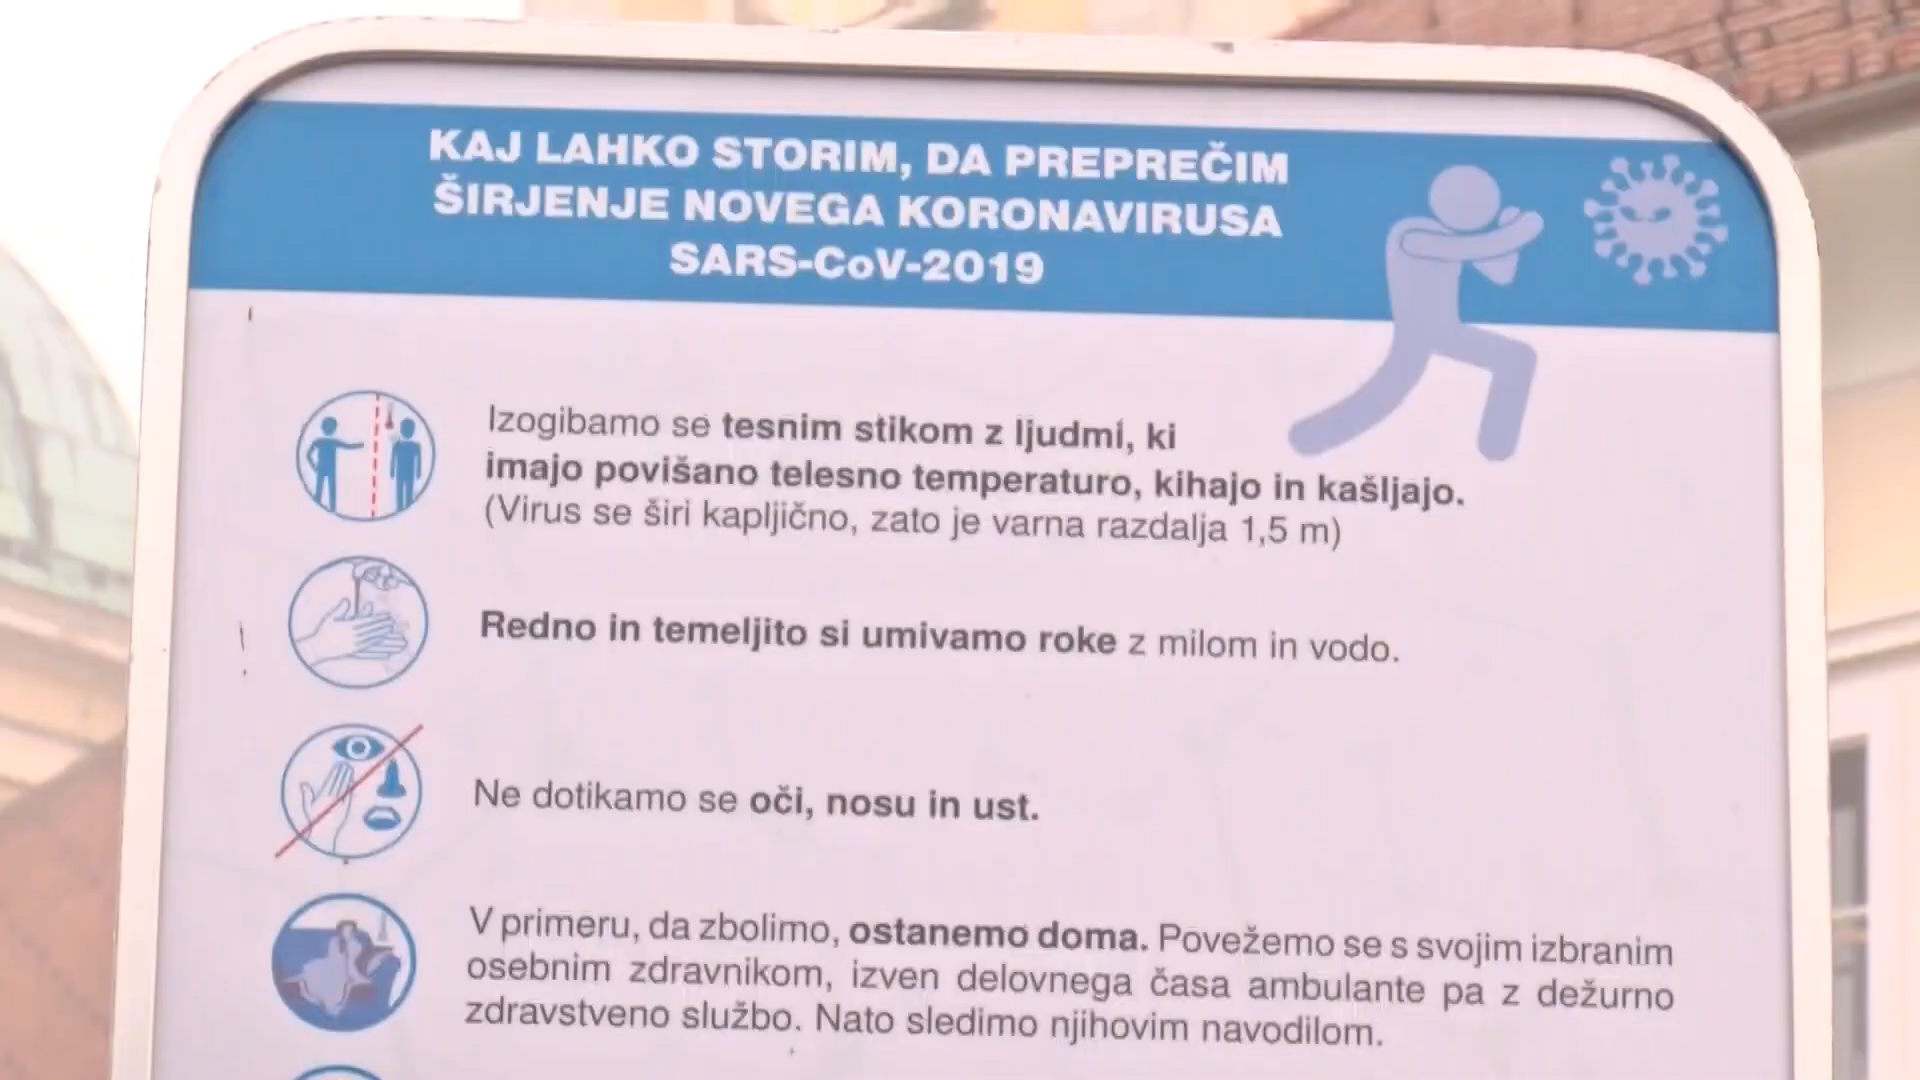 KAJ LAHKO STORIM, DA PREPREČIM
ŠIRJENJE NOVEGA KORONAVIRUSA
SARS-CoV-2019
Izogibamo se tesnim stikom z ljudmi, ki
imajo povišano telesno temperaturo, kihajo in kašljajo.
(Virus se širi kapljično, zato je varna razdalja 1,5 m)
Redno in temeljito si umivamo roke z milom in vodo.
Ne dotikamo se oči, nosu in ust.
V primeru, da zbolimo, ostanemo doma. Povežemo se s svojim izbranim
osebnim zdravnikom, izven delovnega časa ambulante pa z dežurno
zdravstveno službo. Nato sledimo njihovim navodilom.